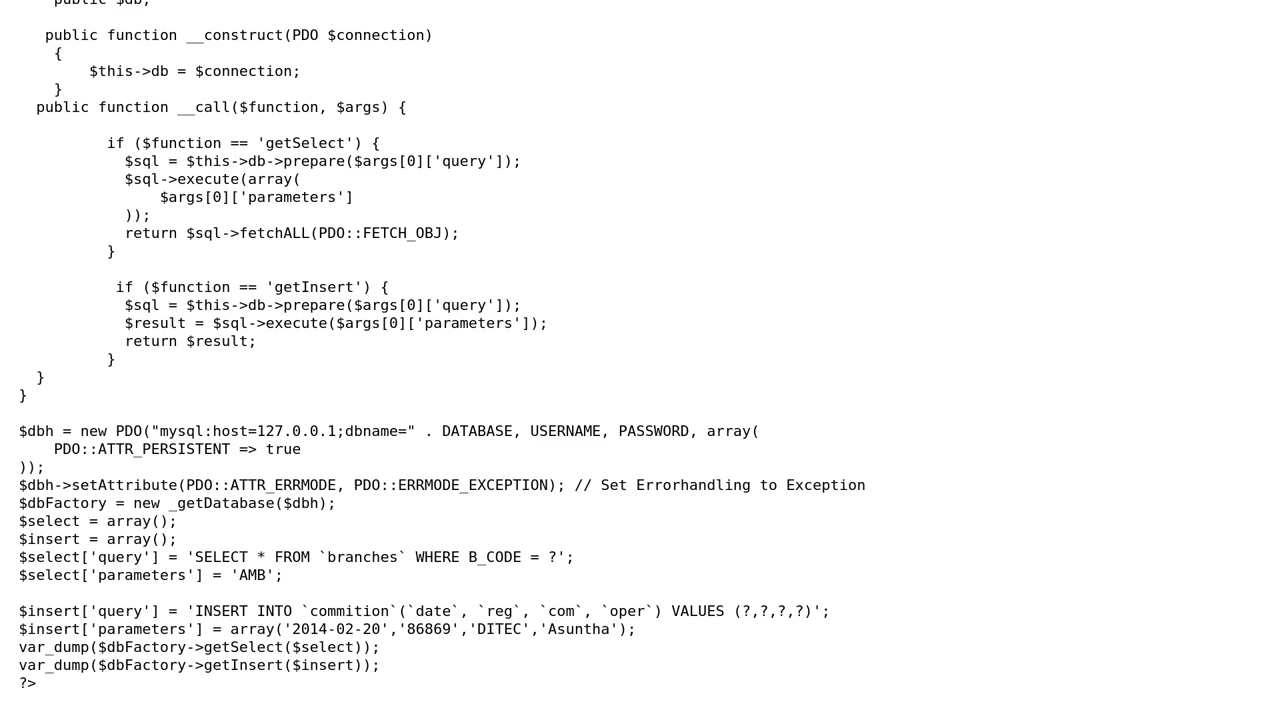 public $db;
public function __construct(PDO $connection)
{
$this->db = $connection;
}
public function __call($function, $args) {
if ($function == 'getSelect') {
$sql = $this->db->prepare($args[0]['query']);
$sql->execute(array(
$args[0]['parameters']
));
return $sql->fetchALL(PDO::FETCH_OBJ);
}
if ($function == 'getInsert') {
$sql = $this->db->prepare($args[0]['query']);
$result = $sql->execute($args[0]['parameters']);
return $result;
}
}
}
$dbh = new PDO("mysql:host=127.0.0.1;dbname=" . DATABASE, USERNAME, PASSWORD, array(
PDO::ATTR_PERSISTENT => true
));
$dbh->setAttribute(PDO::ATTR_ERRMODE, PDO::ERRMODE_EXCEPTION); // Set Errorhandling to Exception
$dbFactory = new _getDatabase($dbh);
$select = array();
$insert = array();
$select['query'] = 'SELECT * FROM `branches` WHERE B_CODE = ?';
$select['parameters'] = 'AMB';
$insert['query'] = 'INSERT INTO `commition`(`date`, `reg`, `com`, `oper`) VALUES (?,?,?,?)';
$insert['parameters'] = array('2014-02-20','86869','DITEC','Asuntha');
var_dump($dbFactory->getSelect($select));
var_dump($dbFactory->getInsert($insert));
?>